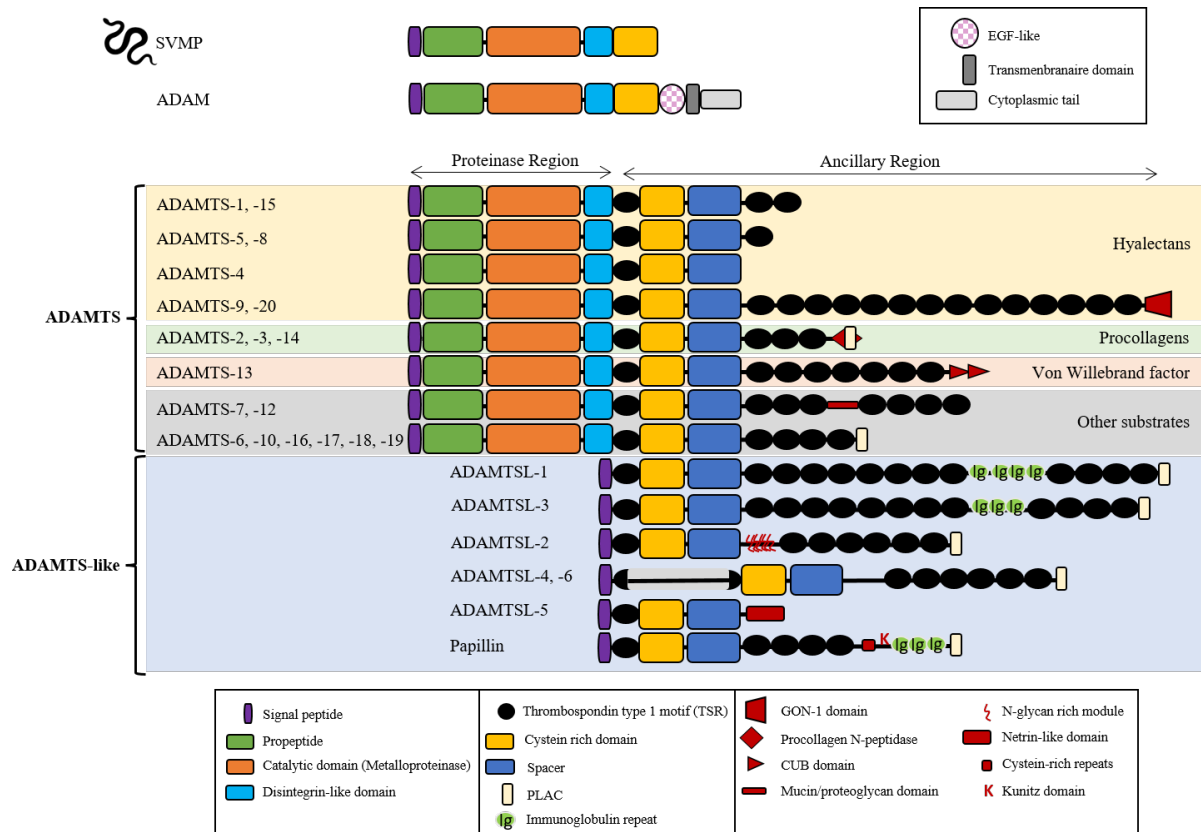 SVMP
ADAM
EGF-like
Transmenbranaire domain
Cytoplasmic tail
Proteinase Region
Ancillary Region
ADAMTS
ADAMTS-1, -15
ADAMTS-5, -8
Hyalectans
ADAMTS-4
ADAMTS-9, -20
ADAMTS-2, -3, -14
Procollagens
ADAMTS-13
Von Willebrand factor
ADAMTS-7, -12
Other substrates
ADAMTS-6, -10, -16, -17, -18, -19
ADAMTS-like
ADAMTSL-1
Ig Ig Ig Ig
ADAMTSL-3
Ig Ig Ig
ADAMTSL-2
ADAMTSL-4, -6
ADAMTSL-5
Papillin
K
Ig Ig Ig
Signal peptide
Propeptide
Catalytic domain (Metalloproteinase)
Disintegrin-like domain
Thrombospondin type 1 motif (TSR)
Cystein rich domain
Spacer
PLAC
Ig Immunoglobulin repeat
GON-1 domain
Procollagen N-peptidase
CUB domain
Mucin/proteoglycan domain
N-glycan rich module
Netrin-like domain
Cystein-rich repeats
K Kunitz domain